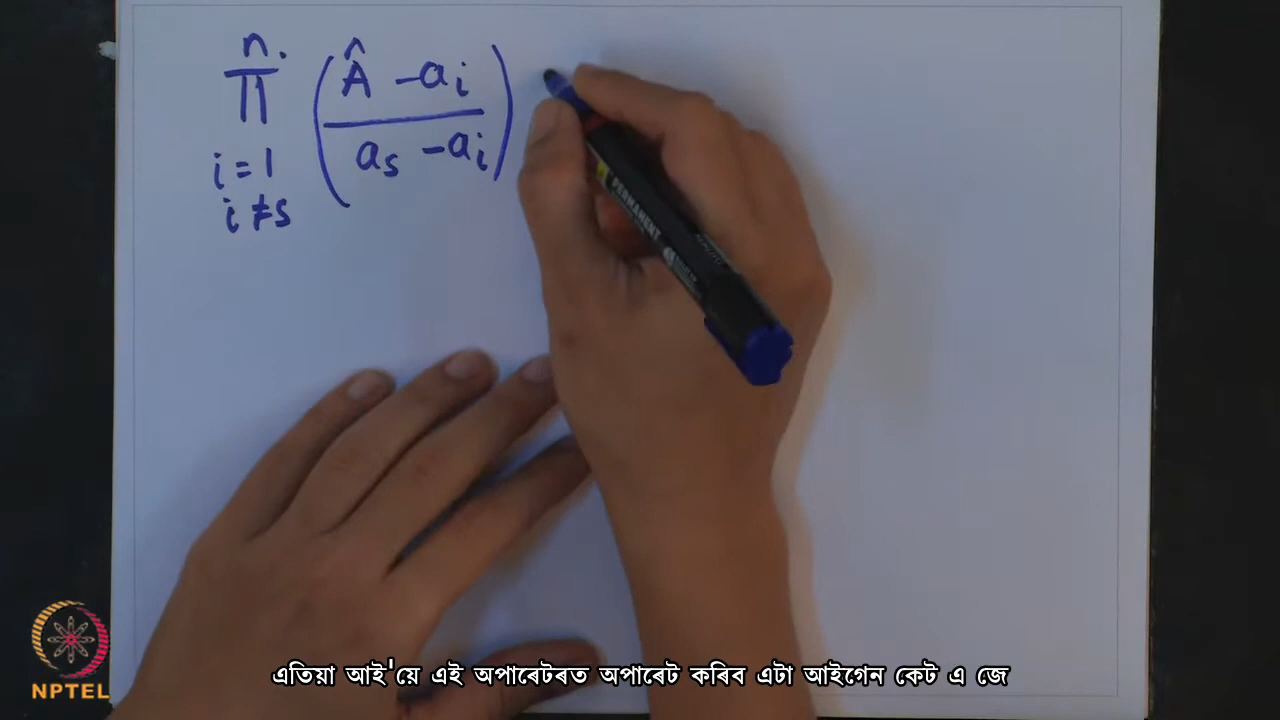 n.
∏ (Â - aᵢ / aₛ - aᵢ)
i = 1
i ≠ s
PERMANENT
NPTEL
এতিয়া আই'য়ে এই অপাৰেটৰত অপাৰেট কৰিব এটা আইগেন কেট এ জে